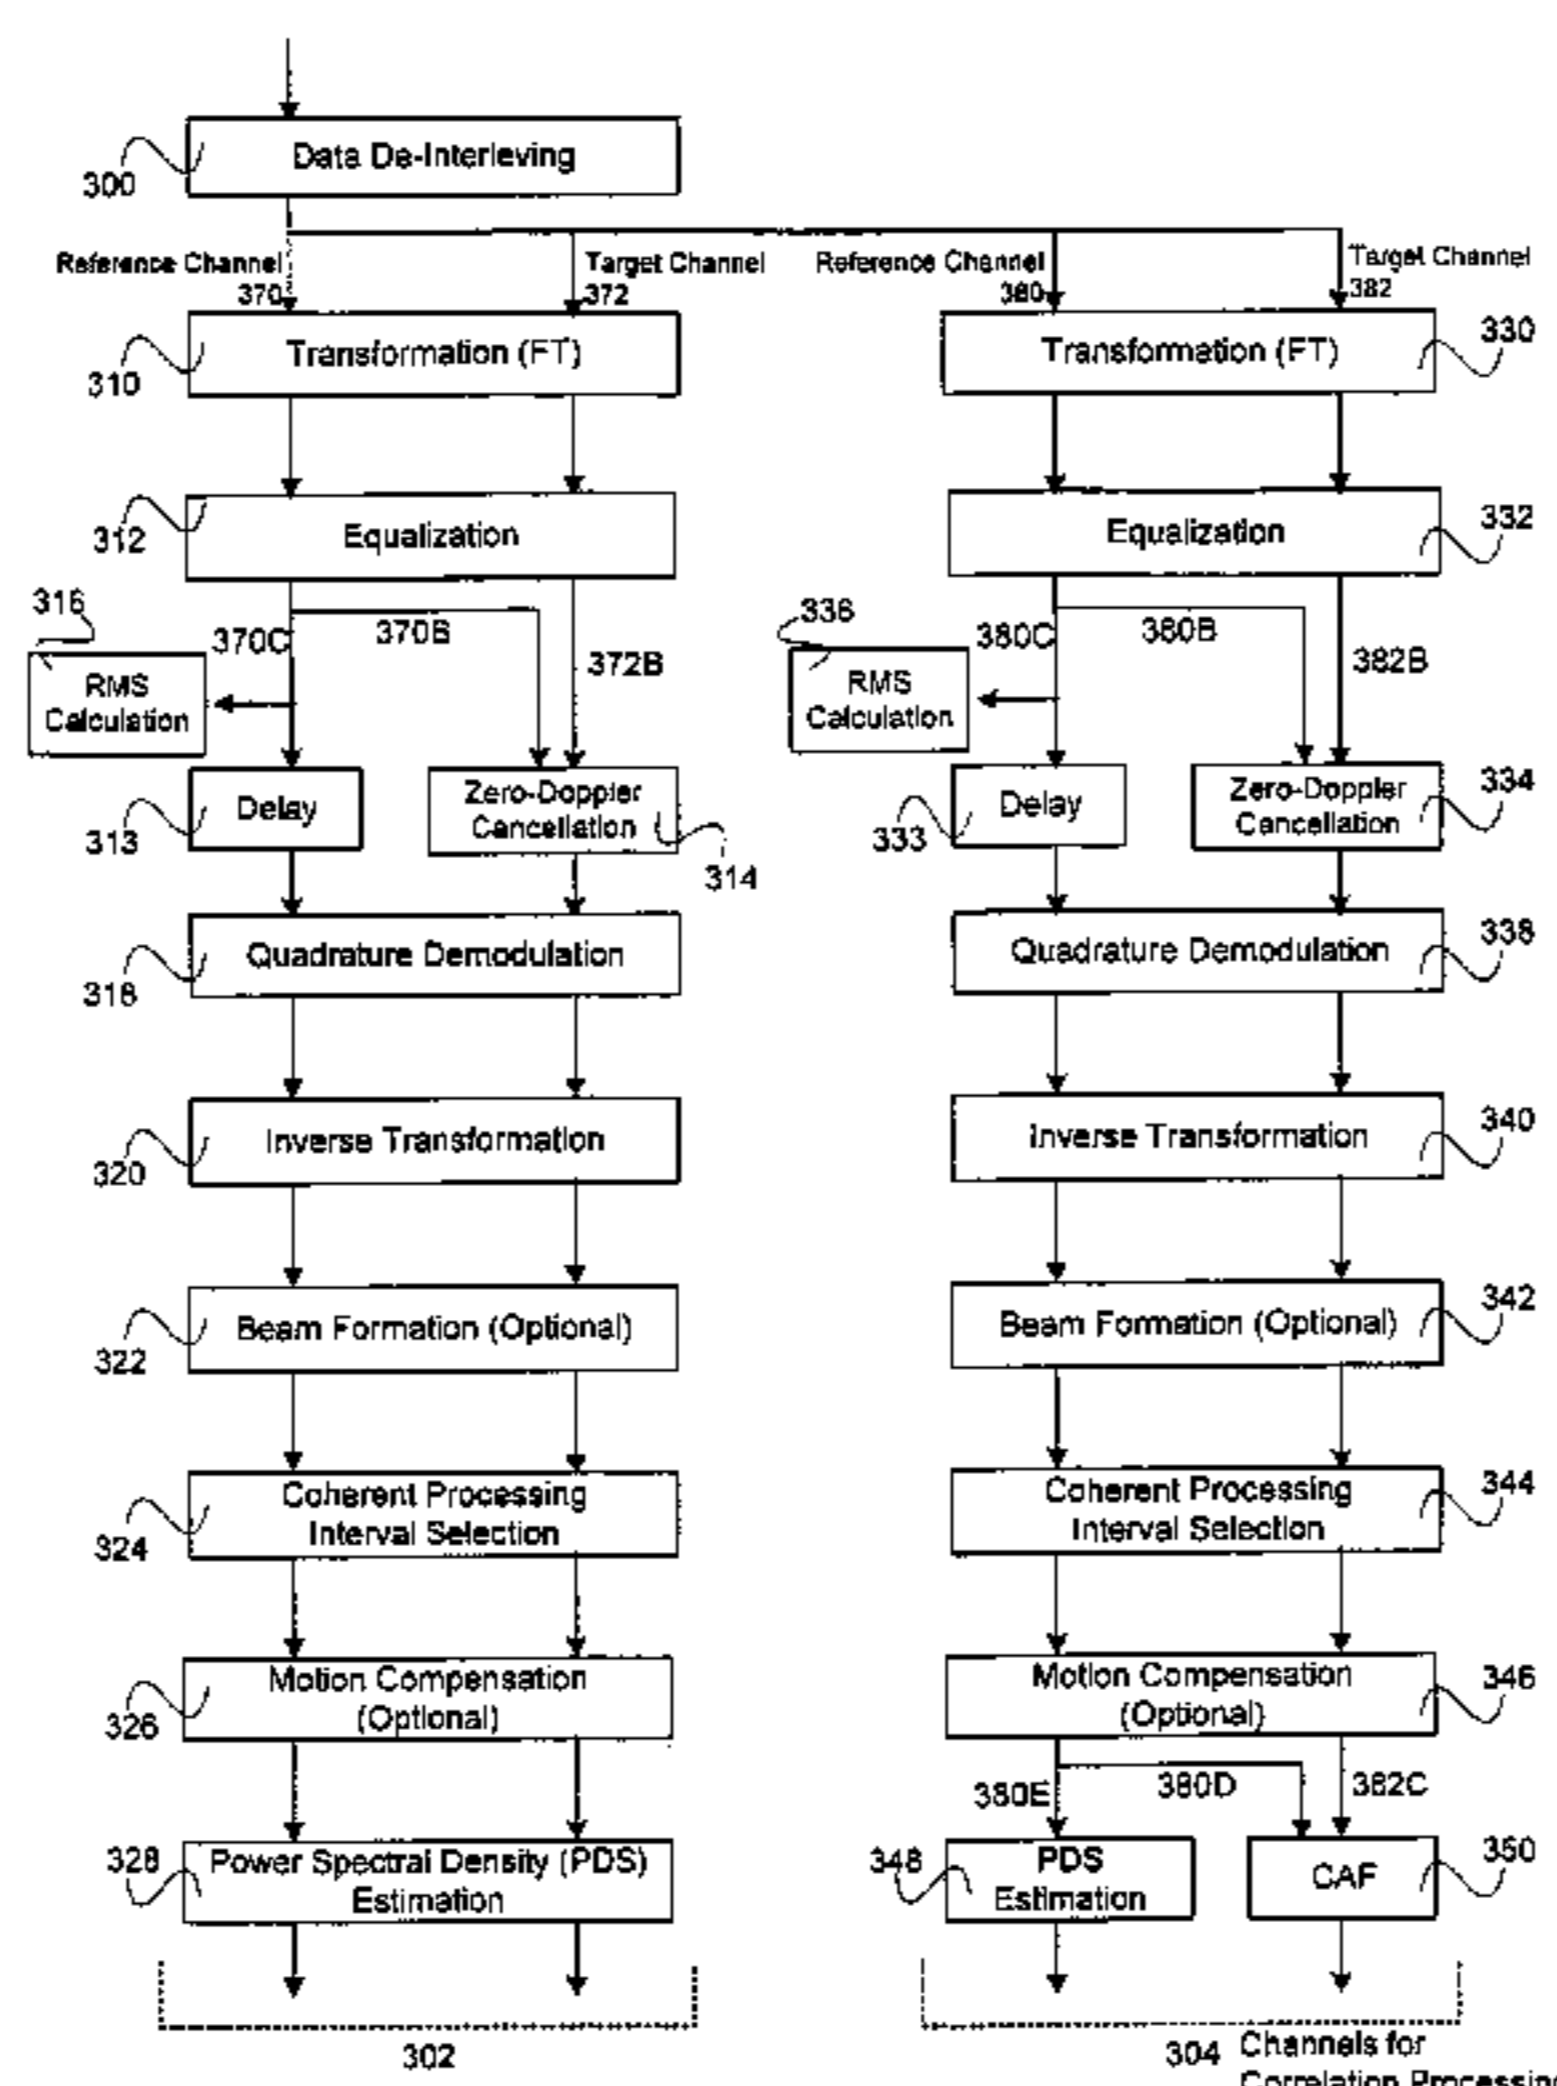 Data De-Interleving
300
Reference Channel
370
Target Channel
372
Reference Channel
380
Target Channel
382
Transformation (FT)
310
Transformation (FT)
330
Equalization
312
Equalization
332
316
370C
370B
372B
RMS
Calculation
336
380C
380B
382B
RMS
Calculation
Delay
313
Zero-Doppler
Cancellation
314
Delay
333
Zero-Doppler
Cancellation
334
Quadrature Demodulation
318
Quadrature Demodulation
338
Inverse Transformation
320
Inverse Transformation
340
Beam Formation (Optional)
322
Beam Formation (Optional)
342
Coherent Processing
Interval Selection
324
Coherent Processing
Interval Selection
344
Motion Compensation
(Optional)
326
Motion Compensation
(Optional)
346
380E
380D
382C
328
Power Spectral Density (PDS)
Estimation
348
PDS
Estimation
CAF
350
302
304
Channels for
Correlation Processing